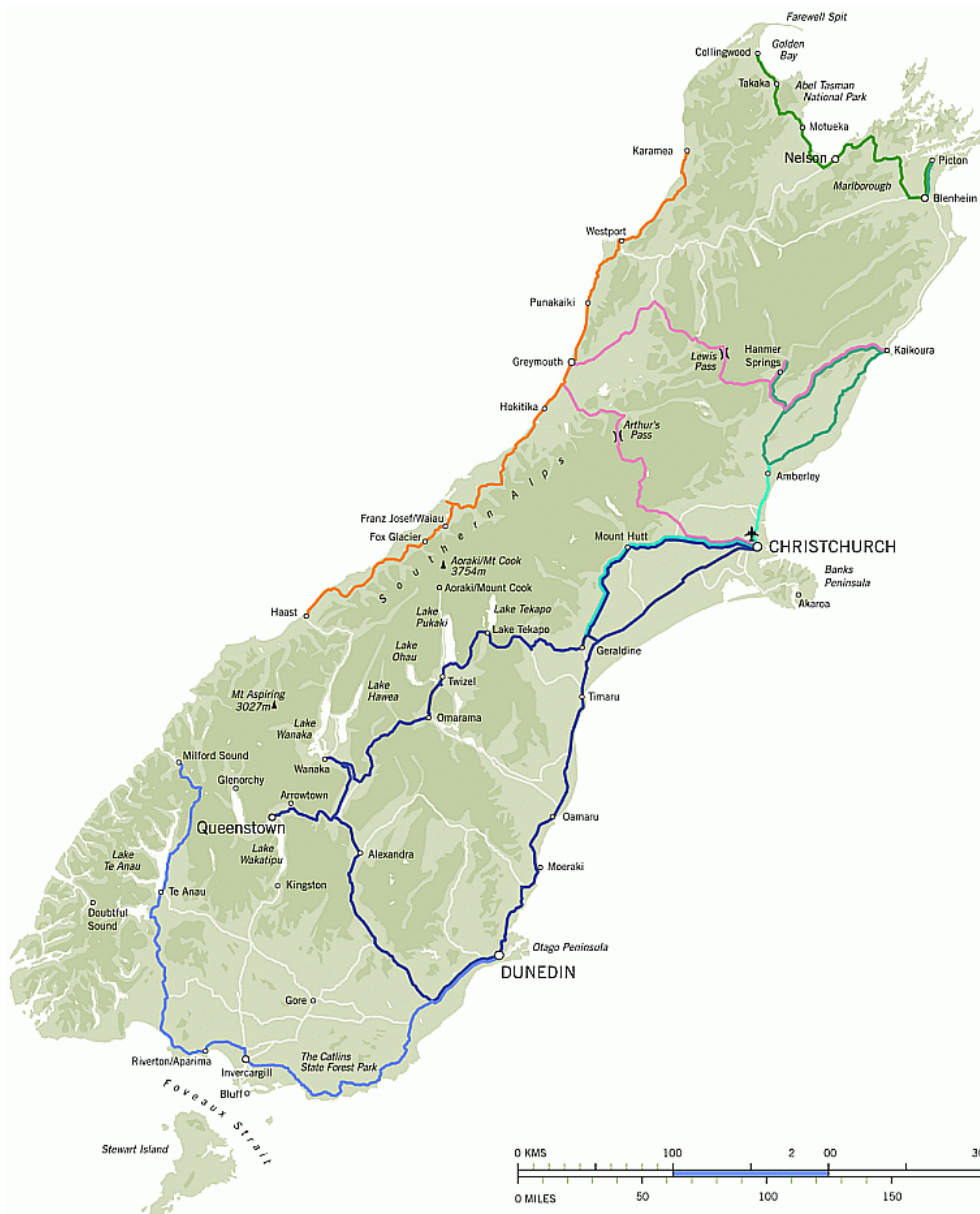 Farewell Spit
Collingwood
Golden
Bay
Takaka
Abel Tasman
National Park
Motueka
Karamea
Nelson
Picton
Marlborough
Blenheim
Westport
Punakaiki
Greymouth
Lewis
Pass
Hanmer
Springs
Kaikoura
Hokitika
Arthur's
Pass
Amberley
Southern Alps
Franz Josef/Waiau
Fox Glacier
Mount Hutt
CHRISTCHURCH
Aoraki/Mt Cook
3754m
Banks
Peninsula
Aoraki/Mount Cook
Akaroa
Haast
Lake
Pukaki
Lake Tekapo
Lake Tekapo
Lake
Ohau
Geraldine
Twizel
Lake
Hawea
Timaru
Mt Aspiring
3027m
Omarama
Lake
Wanaka
Milford Sound
Wanaka
Glenorchy
Arrowtown
Queenstown
Oamaru
Lake
Wakatipu
Alexandra
Lake
Te Anau
Moeraki
Te Anau
Kingston
Doubtful
Sound
Otago Peninsula
DUNEDIN
Gore
Riverton/Aparima
Invercargill
The Catlins
State Forest Park
Bluff
Foveaux Strait
Stewart Island
0 KMS 100 2 00 30
0 MILES 50 100 150